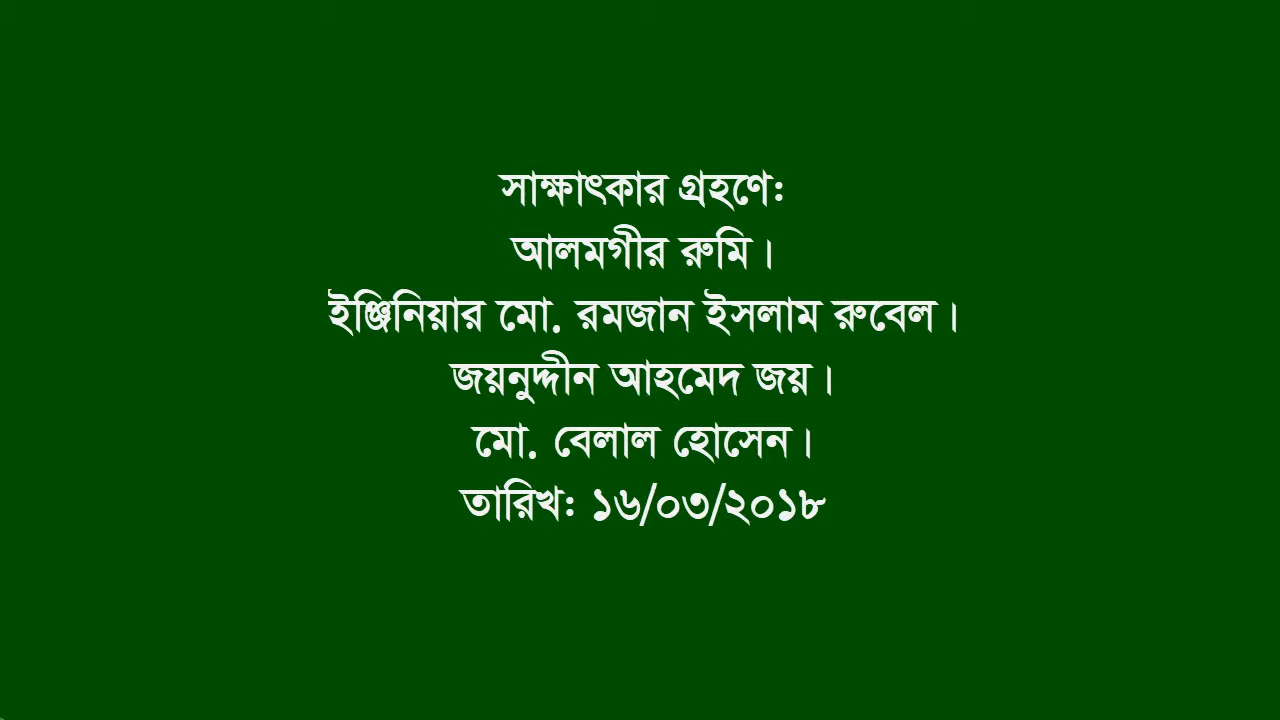 সাক্ষাৎকার গ্রহণে:
আলমগীর রুমি।
ইঞ্জিনিয়ার মো. রমজান ইসলাম রুবেল।
জয়নুদ্দীন আহমেদ জয়।
মো. বেলাল হোসেন।
তারিখ: ১৬/০৩/২০১৮